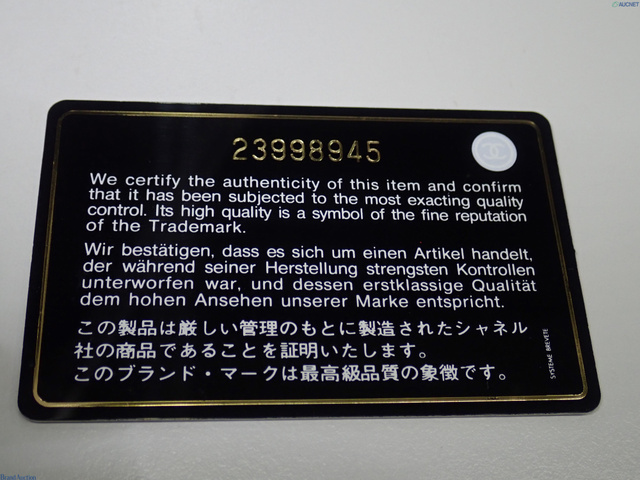 AUCNET
23998945
We certify the authenticity of this item and confirm
that it has been subjected to the most exacting quality
control. Its high quality is a symbol of the fine reputation
of the Trademark.
Wir bestätigen, dass es sich um einen Artikel handelt,
der während seiner Herstellung strengsten Kontrollen
unterworfen war, und dessen erstklassige Qualität
dem hohen Ansehen unserer Marke entspricht.
この製品は厳しい管理のもとに製造されたシャネル
社の商品であることを証明いたします。
このブランド・マークは最高級品質の象徴です。
SYSTEME BREVETE
Brand Auction